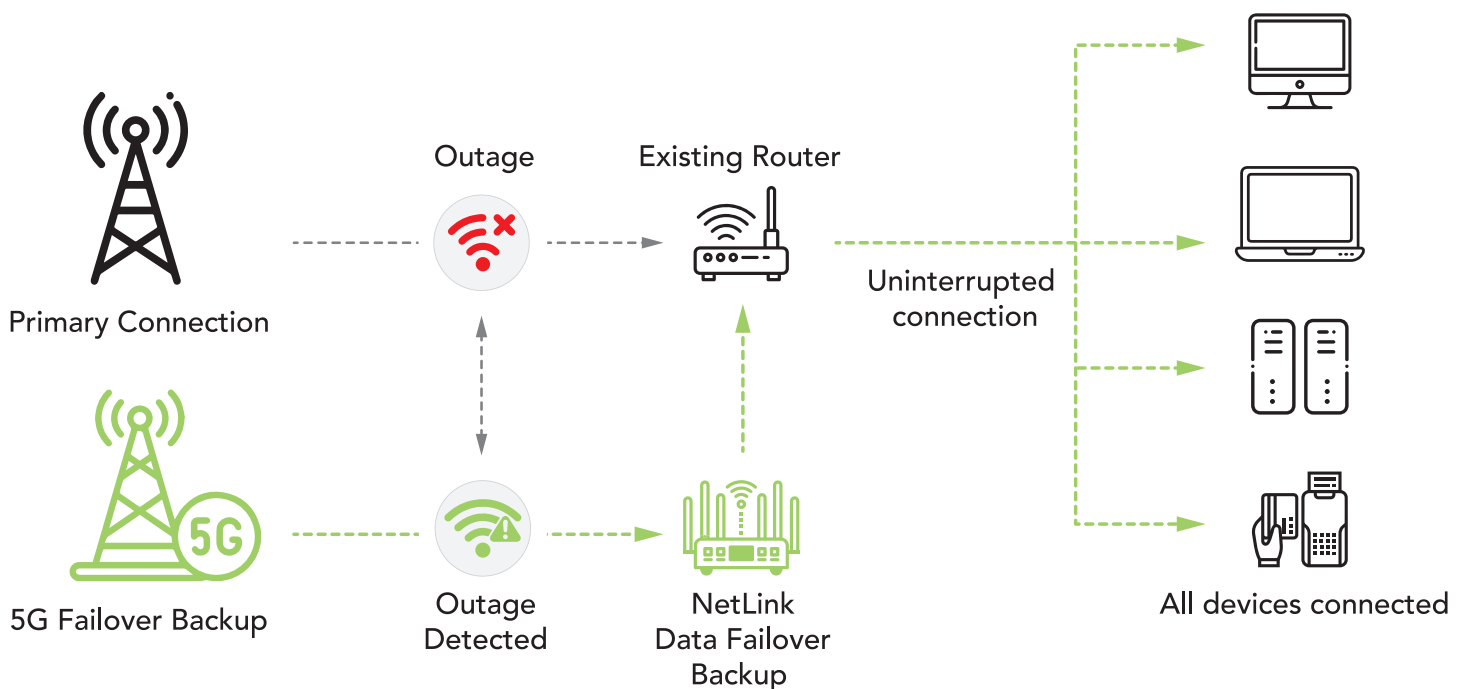 Outage
Existing Router
Primary Connection
Uninterrupted
connection
5G
5G Failover Backup
Outage
Detected
NetLink
Data Failover
Backup
All devices connected